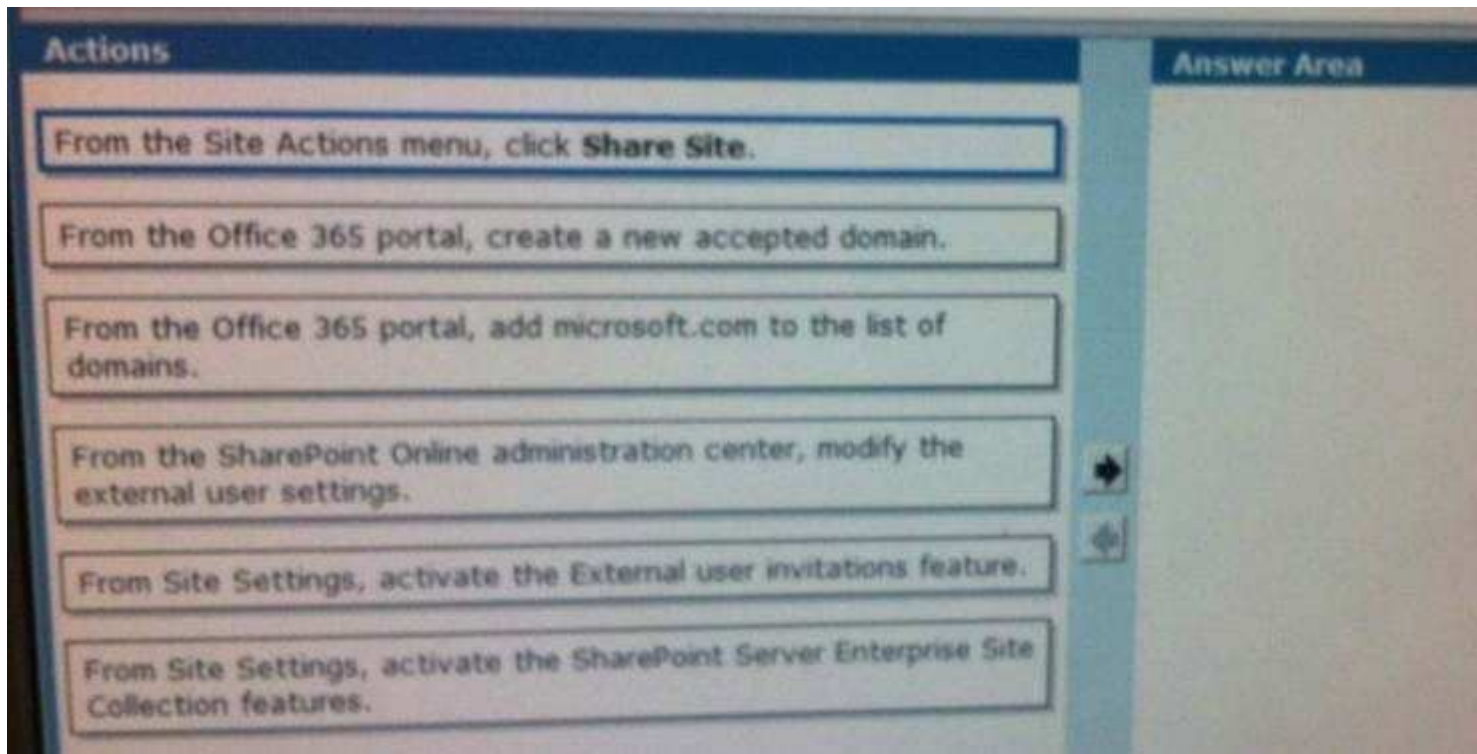 Actions
Answer Area
From the Site Actions menu, click Share Site.
From the Office 365 portal, create a new accepted domain.
From the Office 365 portal, add microsoft.com to the list of
domains.
From the SharePoint Online administration center, modify the
external user settings.
From Site Settings, activate the External user invitations feature.
From Site Settings, activate the SharePoint Server Enterprise Site
Collection features.